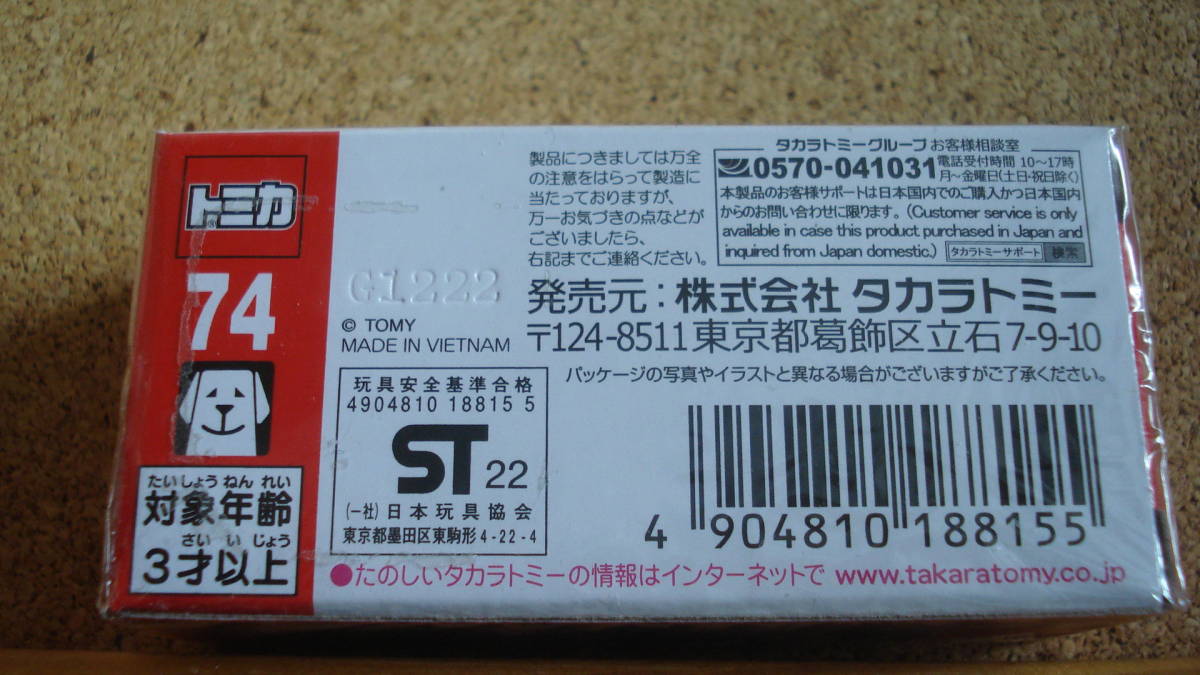 トミカ
74
たいしょうねんれい
対象年齢
さいいじょう
3才以上
G1222
© TOMY
MADE IN VIETNAM
玩具安全基準合格
4904810 18815 5
ST 22
(一社)日本玩具協会
東京都墨田区東駒形4-22-4
製品につきましては万全
の注意をはらって製造に
当たっておりますが、
万一お気づきの点などが
ございましたら、
右記までご連絡ください。
タカラトミーグループ お客様相談室
0570-041031 電話受付時間 10～17時
月～金曜日(土日・祝日除く)
本製品のお客様サポートは日本国内でのご購入かつ日本国内
からのお問い合わせに限ります。(Customer service is only
available in case this product purchased in Japan and
inquired from Japan domestic.) タカラトミーサポート 検索
発売元：株式会社 タカラトミー
〒124-8511 東京都葛飾区立石7-9-10
パッケージの写真やイラストと異なる場合がございますがご了承ください。
4 904810 188155
●たのしいタカラトミーの情報はインターネットで www.takaratomy.co.jp